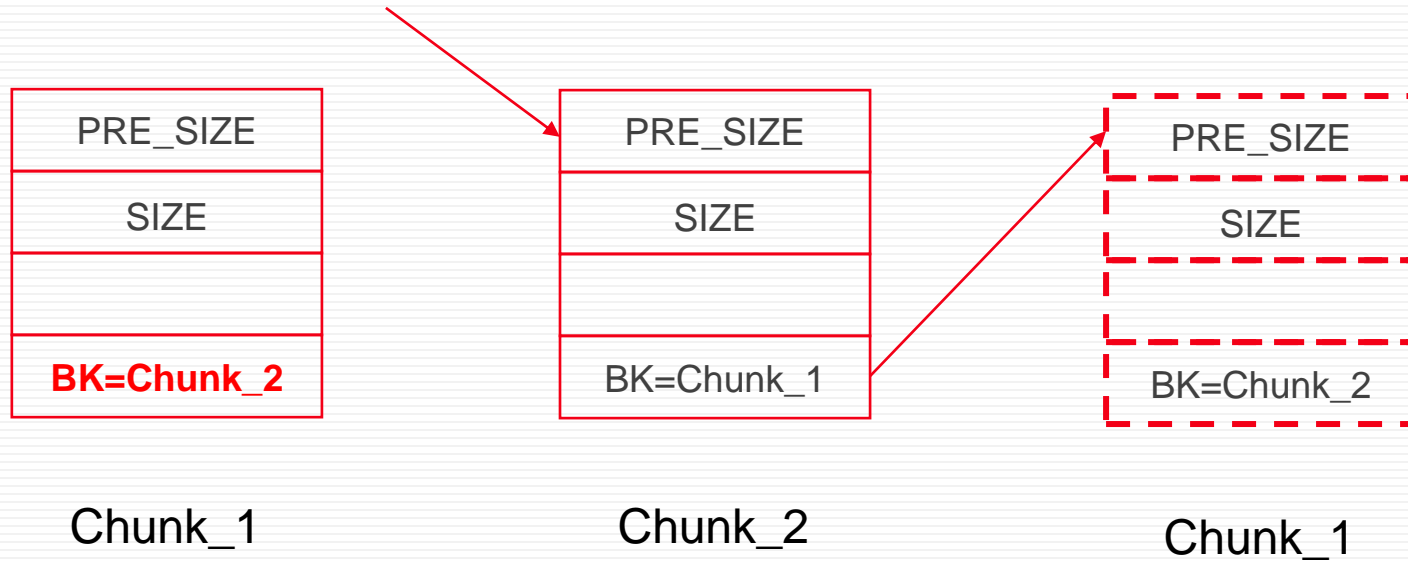 PRE_SIZE
SIZE
BK=Chunk_2
Chunk_1
PRE_SIZE
SIZE
BK=Chunk_1
Chunk_2
PRE_SIZE
SIZE
BK=Chunk_2
Chunk_1